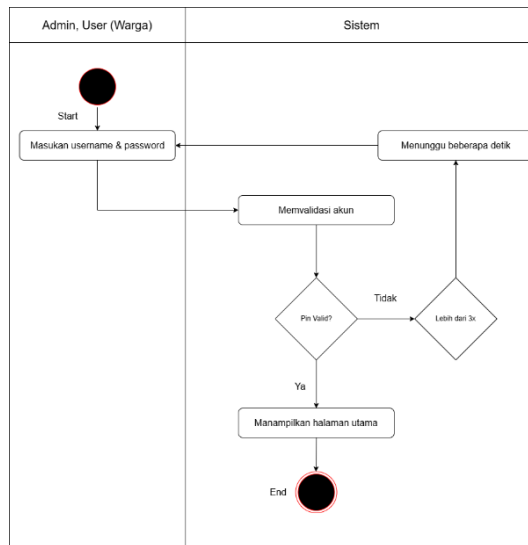 Admin, User (Warga)
Sistem
Start
Masukan username & password
Menunggu beberapa detik
Memvalidasi akun
Pin Valid?
Tidak
Lebih dari 3x
Ya
Manampilkan halaman utama
End